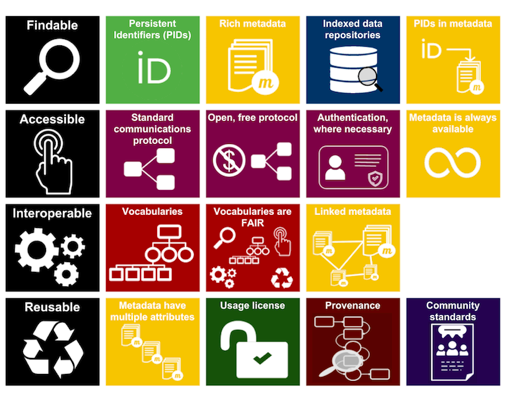 Findable
Persistent
Identifiers (PIDs)
iD
Rich metadata
m
Indexed data
repositories
PIDs in metadata
iD
m
Accessible
Standard
communications
protocol
Open, free protocol
$
Authentication,
where necessary
Metadata is always
available
Interoperable
Vocabularies
Vocabularies are
FAIR
Linked metadata
m
Reusable
Metadata have
multiple attributes
Usage license
Provenance
Community
standards